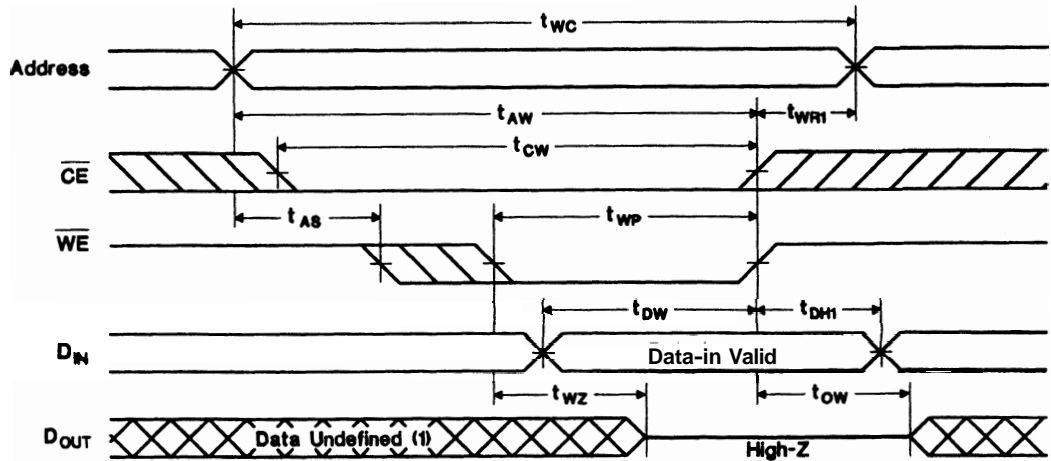 tWC
Address
tAW
tWR1
tCW
CE
tAS
tWP
WE
tDW
tDH1
DIN
Data-in Valid
tWZ
tOW
DOUT
Data Undefined (1)
High-Z